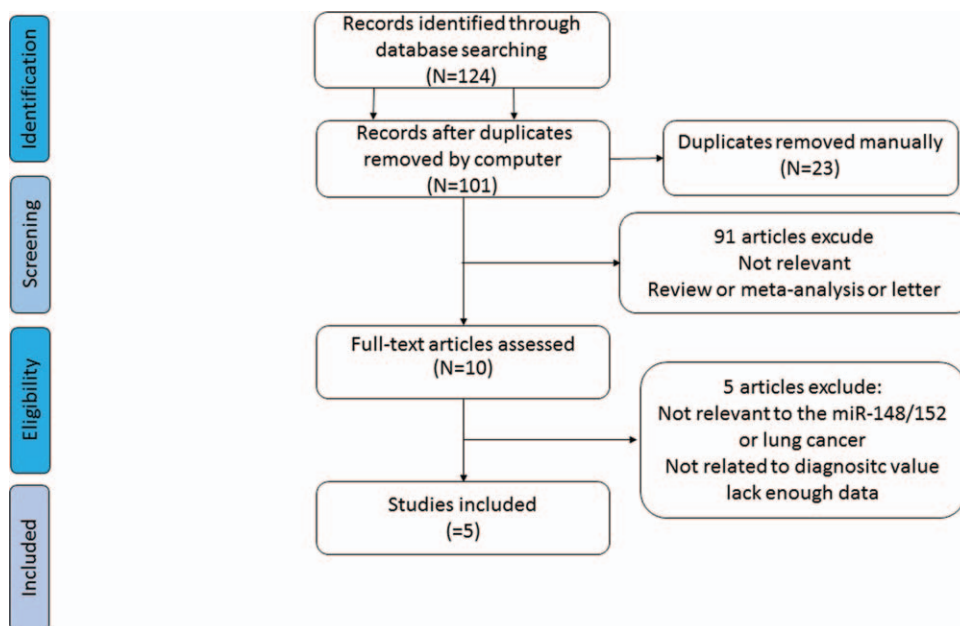 Identification
Records identified through
database searching
(N=124)
Records after duplicates
removed by computer
(N=101)
Duplicates removed manually
(N=23)
Screening
91 articles excude
Not relevant
Review or meta-analysis or letter
Eligibility
Full-text articles assessed
(N=10)
5 articles exclude:
Not relevant to the miR-148/152
or lung cancer
Not related to diagnositc value
lack enough data
Included
Studies included
(=5)